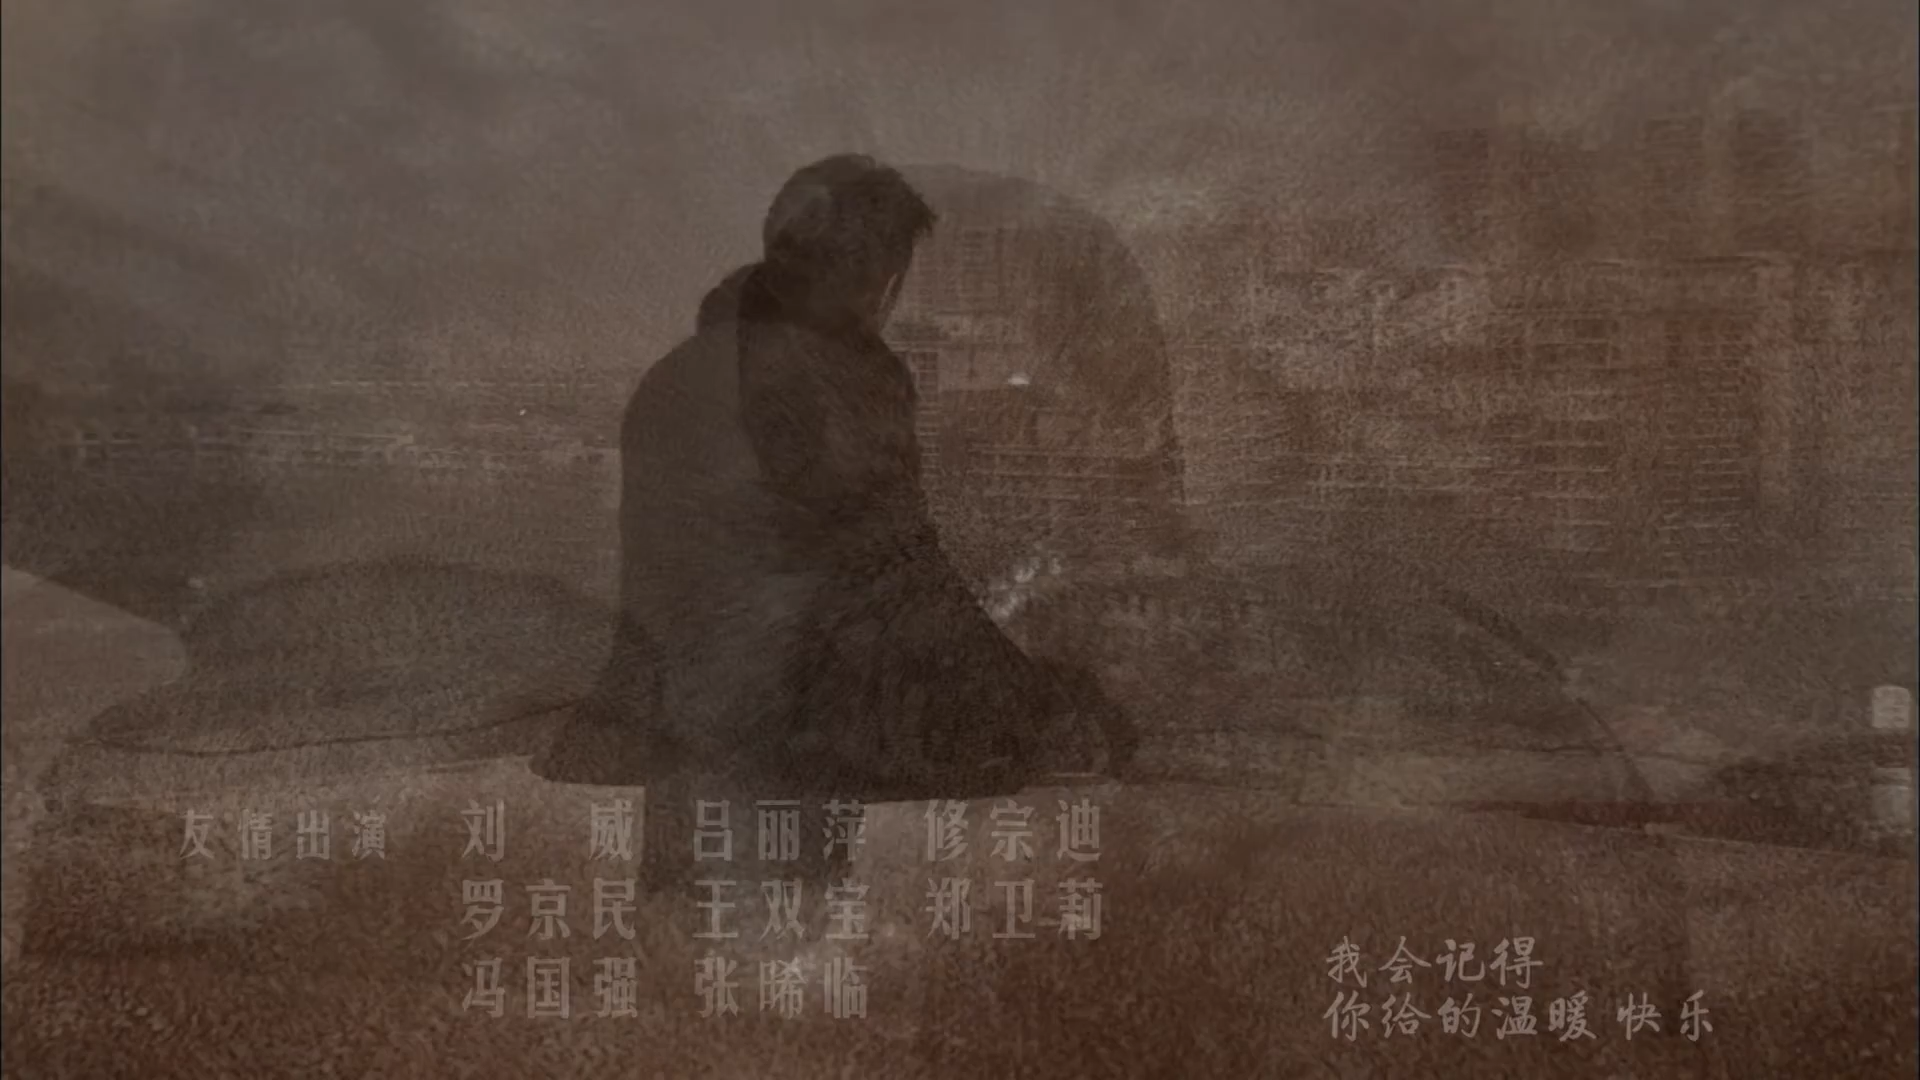 友情出演 刘 威 吕丽萍 修宗迪
罗京民 王双宝 郑卫莉
冯国强 张晞临
我会记得
你给的温暖 快乐